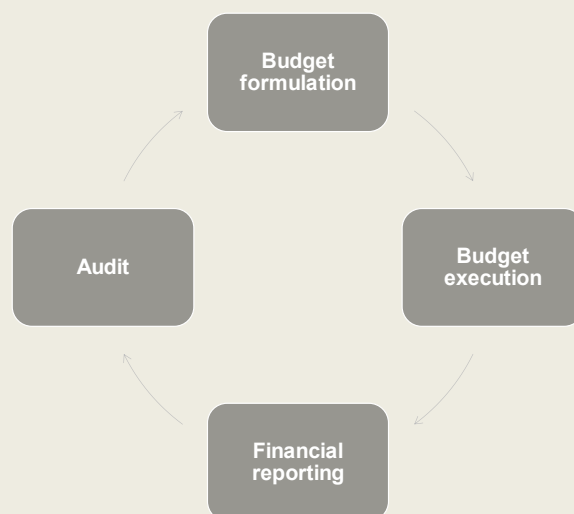 Budget
formulation
Budget
execution
Financial
reporting
Audit